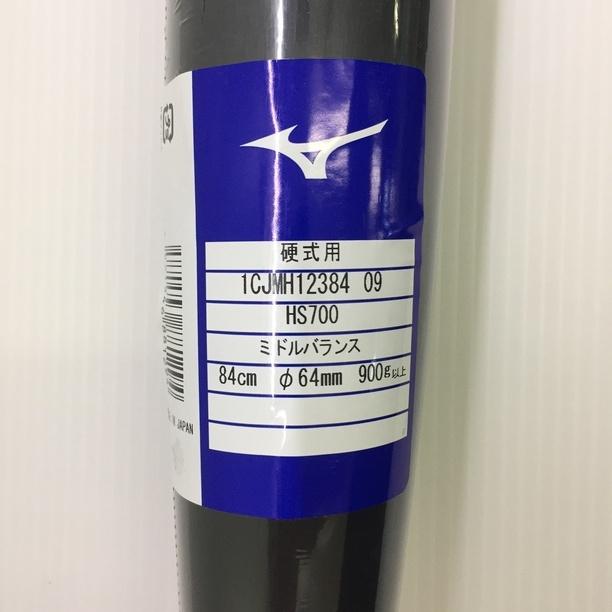 硬式用
1CJMH12384 09
HS700
ミドルバランス
84cm φ64mm 900g以上
IN JAPAN